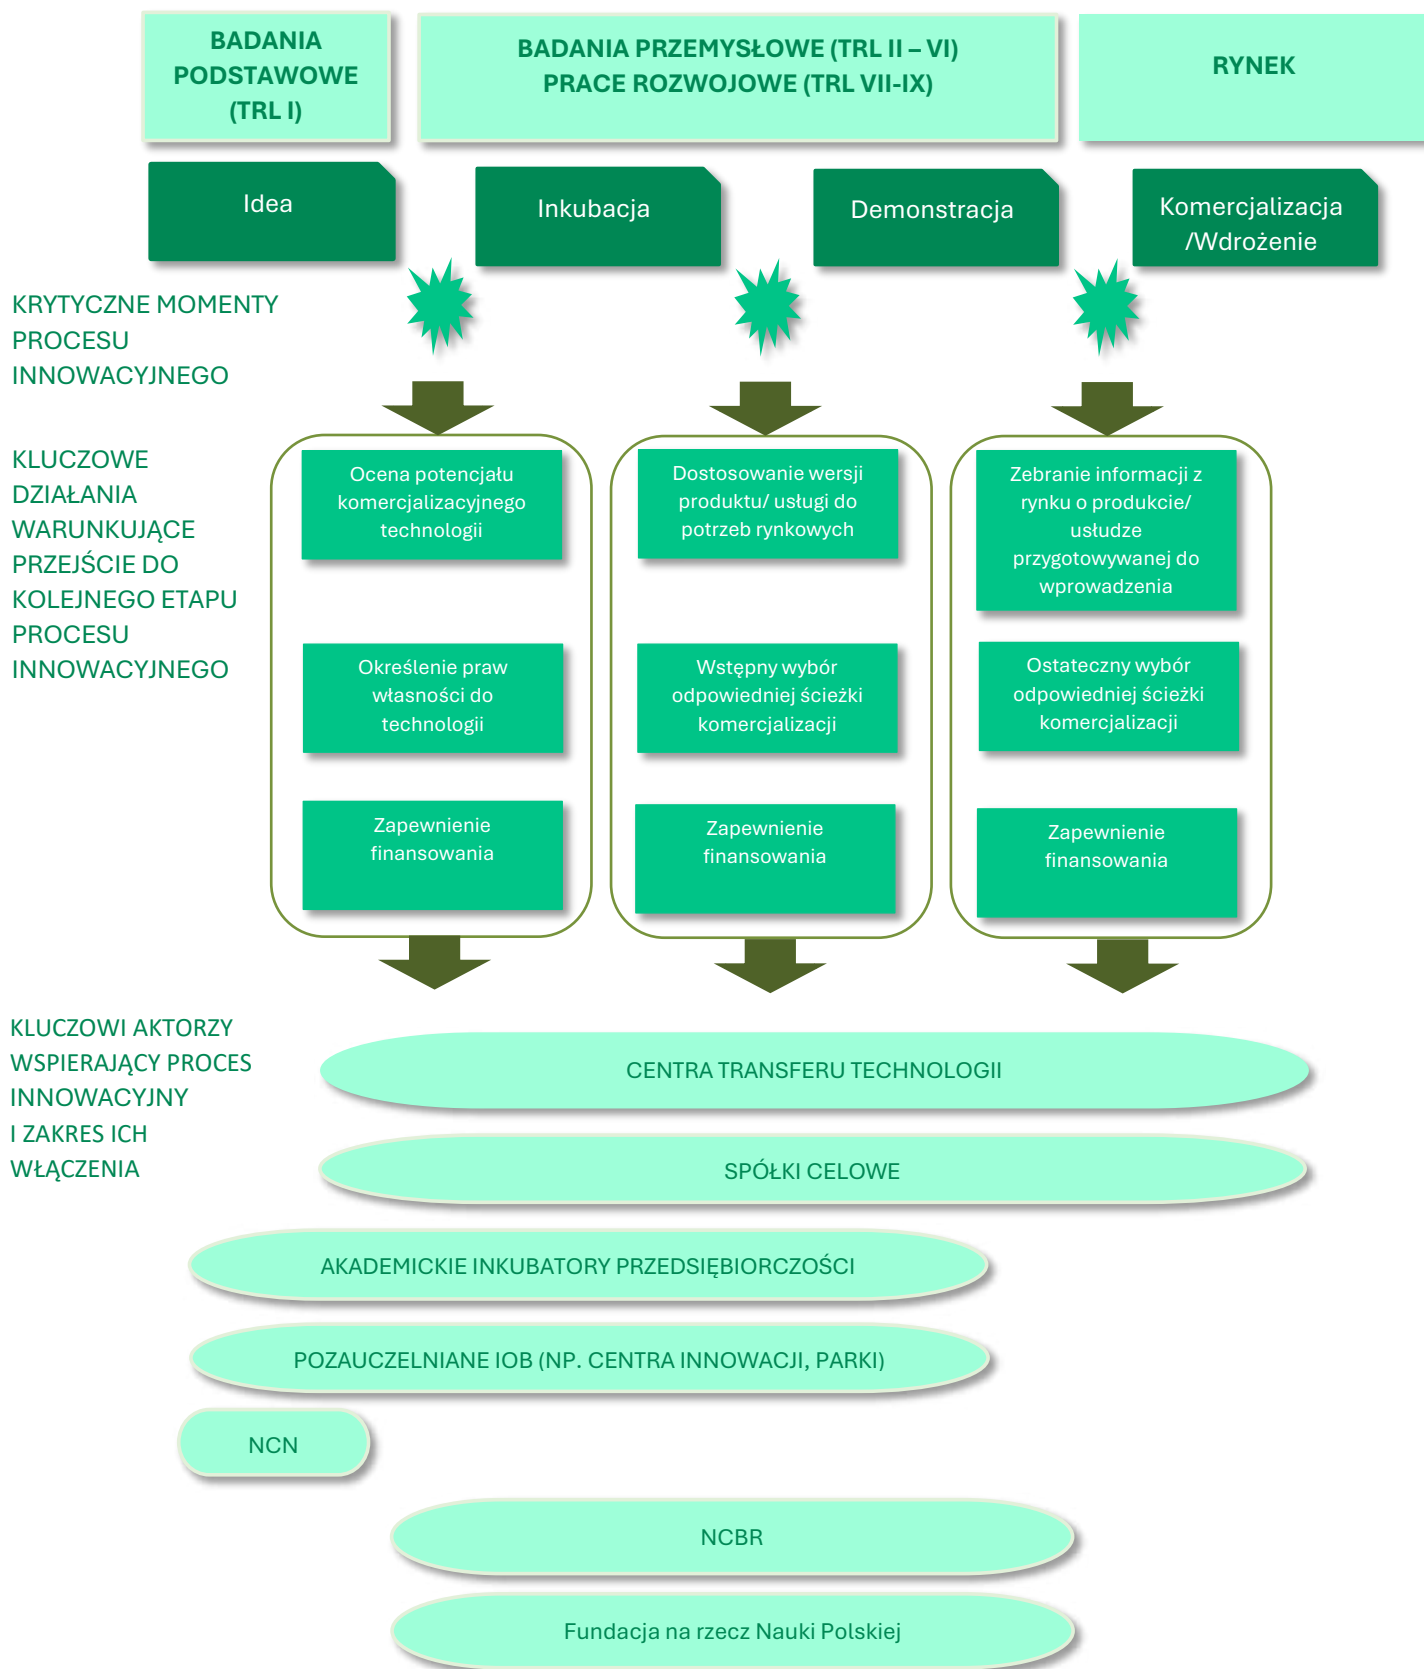 BADANIA
PODSTAWOWE
(TRL I)
BADANIA PRZEMYSŁOWE (TRL II – VI)
PRACE ROZWOJOWE (TRL VII-IX)
RYNEK
Idea
Inkubacja
Demonstracja
Komercjalizacja
/Wdrożenie
KRYTYCZNE MOMENTY
PROCESU
INNOWACYJNEGO
KLUCZOWE
DZIAŁANIA
WARUNKUJĄCE
PRZEJŚCIE DO
KOLEJNEGO ETAPU
PROCESU
INNOWACYJNEGO
Ocena potencjału
komercjalizacyjnego
technologii
Dostosowanie wersji
produktu/ usługi do
potrzeb rynkowych
Zebranie informacji z
rynku o produkcie/
usłudze
przygotowywanej do
wprowadzenia
Określenie praw
własności do
technologii
Wstępny wybór
odpowiedniej ścieżki
komercjalizacji
Ostateczny wybór
odpowiedniej ścieżki
komercjalizacji
Zapewnienie
finansowania
Zapewnienie
finansowania
Zapewnienie
finansowania
KLUCZOWI AKTORZY
WSPIERAJĄCY PROCES
INNOWACYJNY
I ZAKRES ICH
WŁĄCZENIA
CENTRA TRANSFERU TECHNOLOGII
SPÓŁKI CELOWE
AKADEMICKIE INKUBATORY PRZEDSIĘBIORCZOŚCI
POZAUCZELNIANE IOB (NP. CENTRA INNOWACJI, PARKI)
NCN
NCBR
Fundacja na rzecz Nauki Polskiej